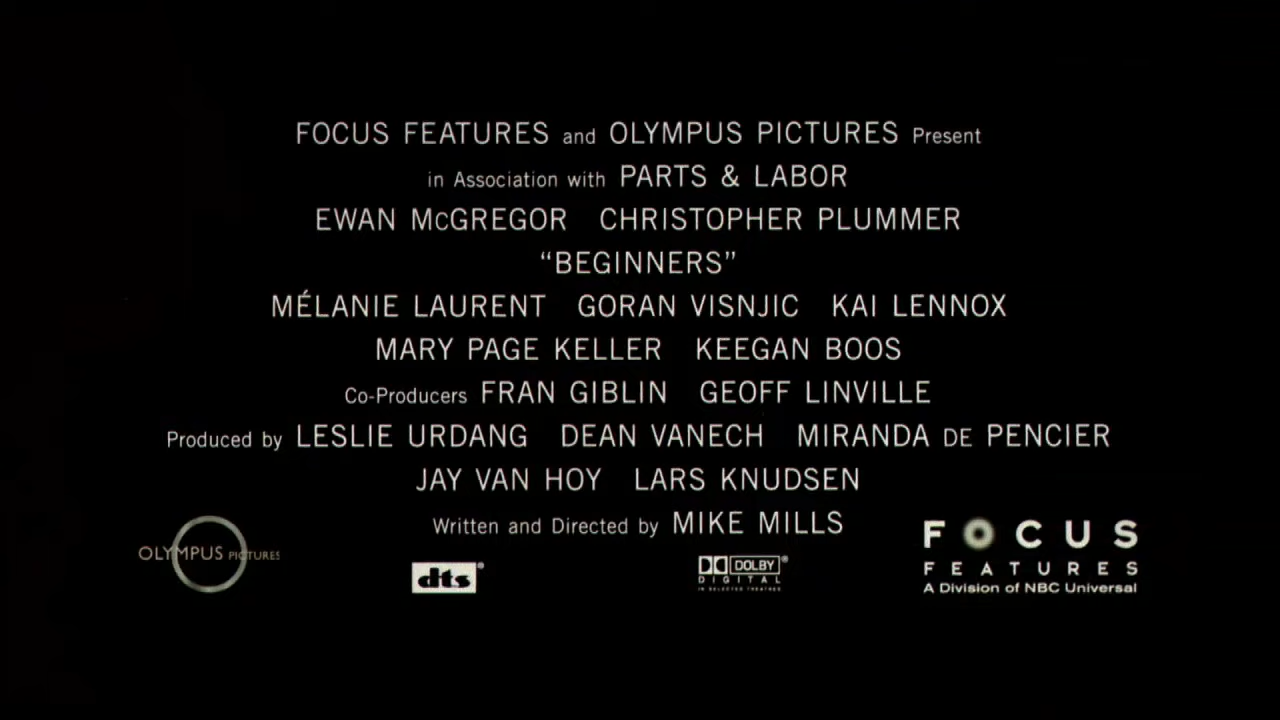 FOCUS FEATURES and OLYMPUS PICTURES Present
in Association with PARTS & LABOR
EWAN McGREGOR CHRISTOPHER PLUMMER
“BEGINNERS”
MÉLANIE LAURENT GORAN VISNJIC KAI LENNOX
MARY PAGE KELLER KEEGAN BOOS
Co-Producers FRAN GIBLIN GEOFF LINVILLE
Produced by LESLIE URDANG DEAN VANECH MIRANDA DE PENCIER
JAY VAN HOY LARS KNUDSEN
Written and Directed by MIKE MILLS
OLYMPUS PICTURES
dts®
DOLBY®
DIGITAL
IN SELECTED THEATRES
FOCUS
FEATURES
A Division of NBC Universal